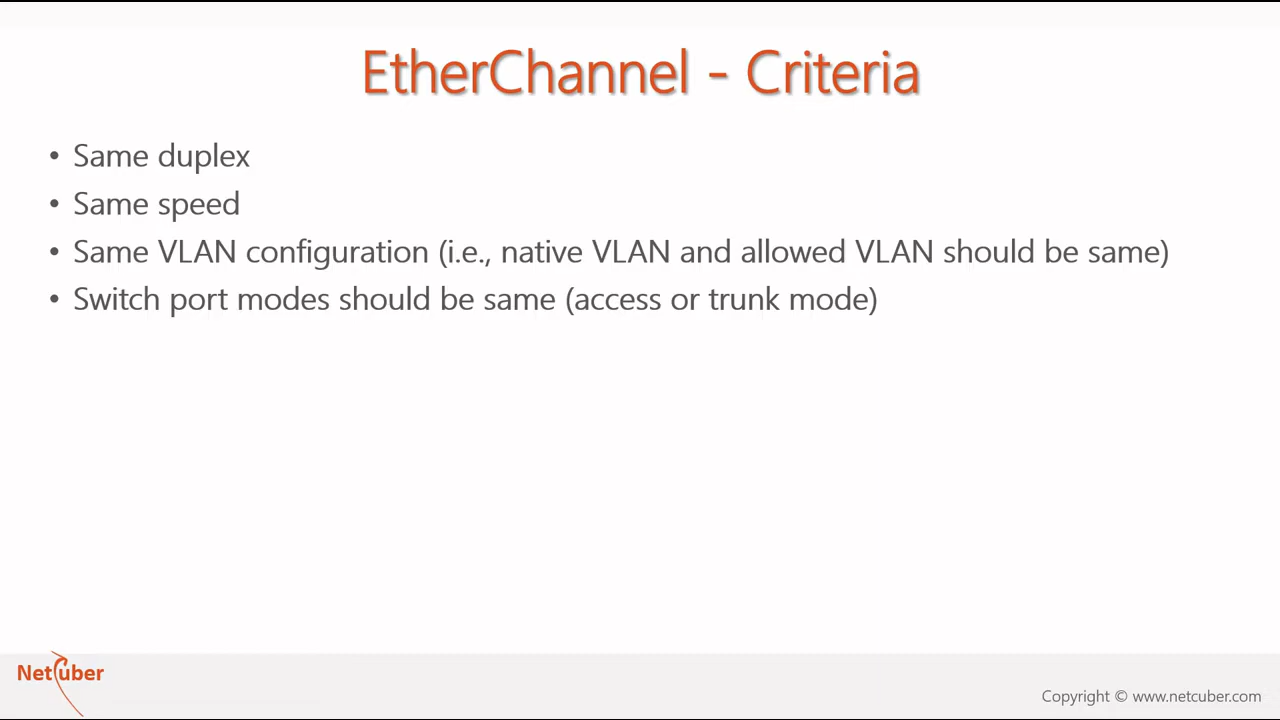 EtherChannel - Criteria
• Same duplex
• Same speed
• Same VLAN configuration (i.e., native VLAN and allowed VLAN should be same)
• Switch port modes should be same (access or trunk mode)
NetCuber
Copyright © www.netcuber.com